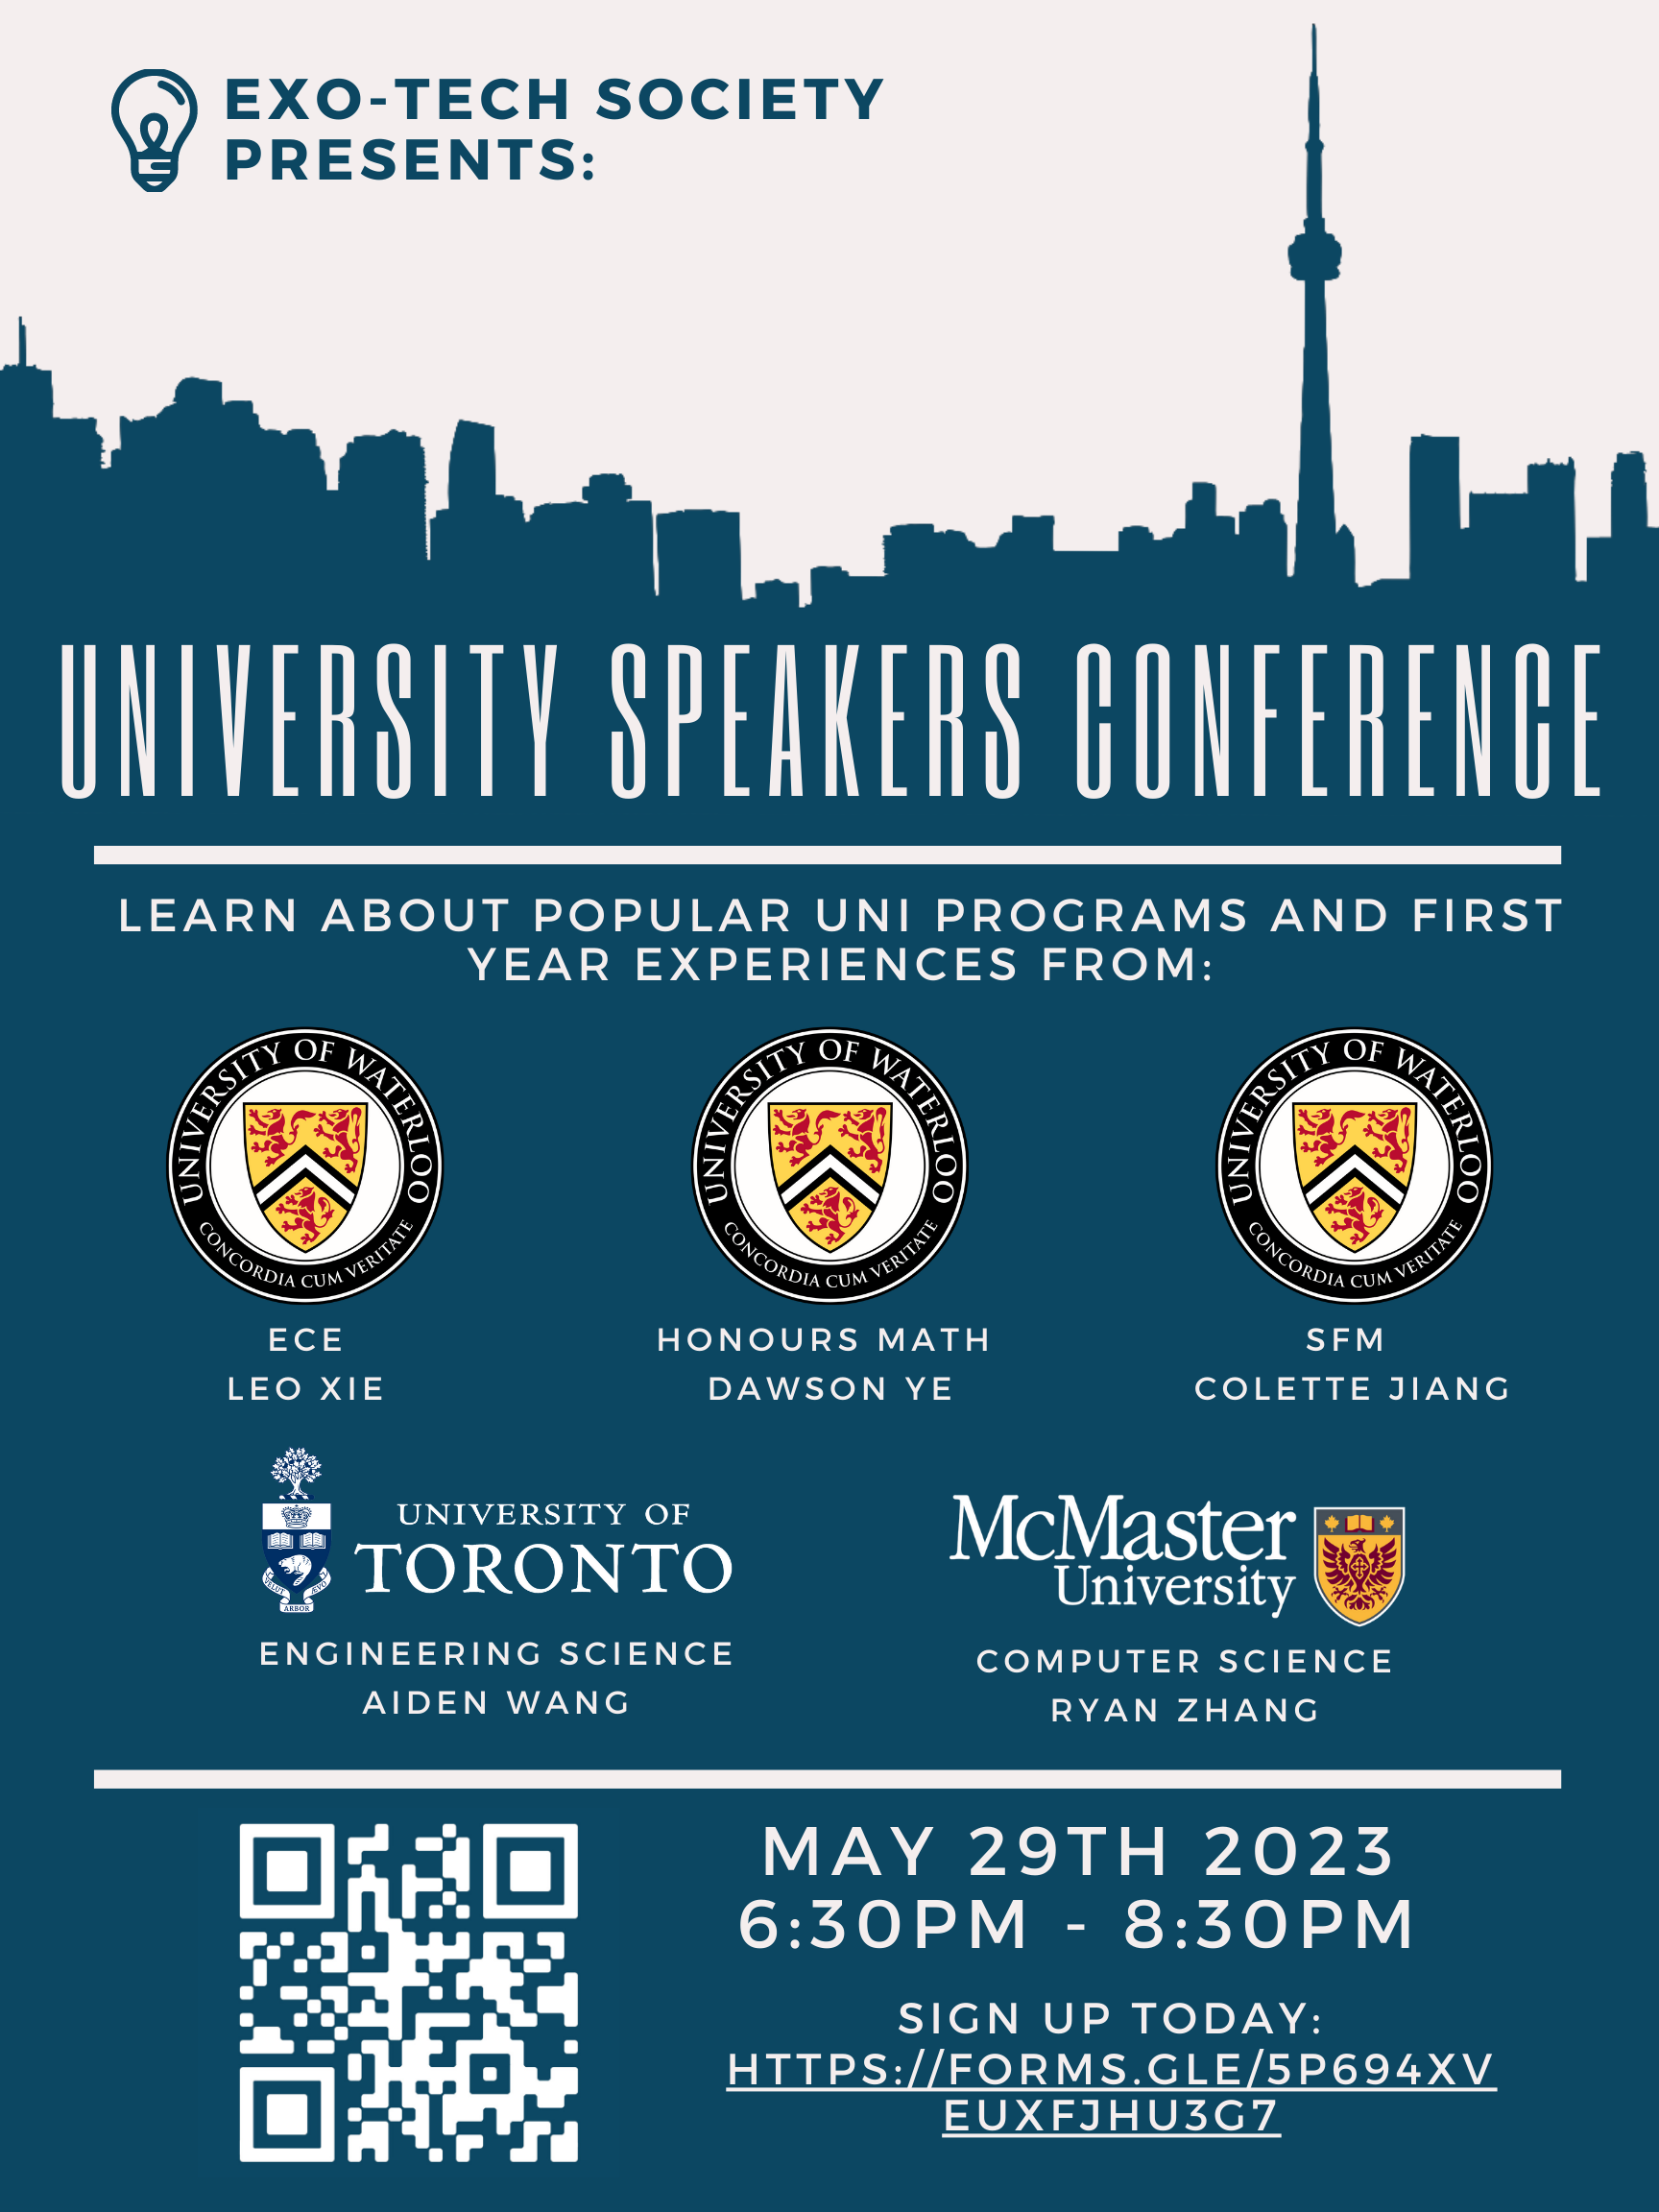 EXO-TECH SOCIETY
PRESENTS:
UNIVERSITY SPEAKERS CONFERENCE
LEARN ABOUT POPULAR UNI PROGRAMS AND FIRST
YEAR EXPERIENCES FROM:
UNIVERSITY OF WATERLOO
CONCORDIA CUM VERITATE
UNIVERSITY OF WATERLOO
CONCORDIA CUM VERITATE
UNIVERSITY OF WATERLOO
CONCORDIA CUM VERITATE
ECE
LEO XIE
HONOURS MATH
DAWSON YE
SFM
COLETTE JIANG
UNIVERSITY OF
TORONTO
VELUT ARBOR ÆVO
ENGINEERING SCIENCE
AIDEN WANG
McMaster
University
COMPUTER SCIENCE
RYAN ZHANG
MAY 29TH 2023
6:30PM - 8:30PM
SIGN UP TODAY:
HTTPS://FORMS.GLE/5P694XV
EUXFJHU3G7